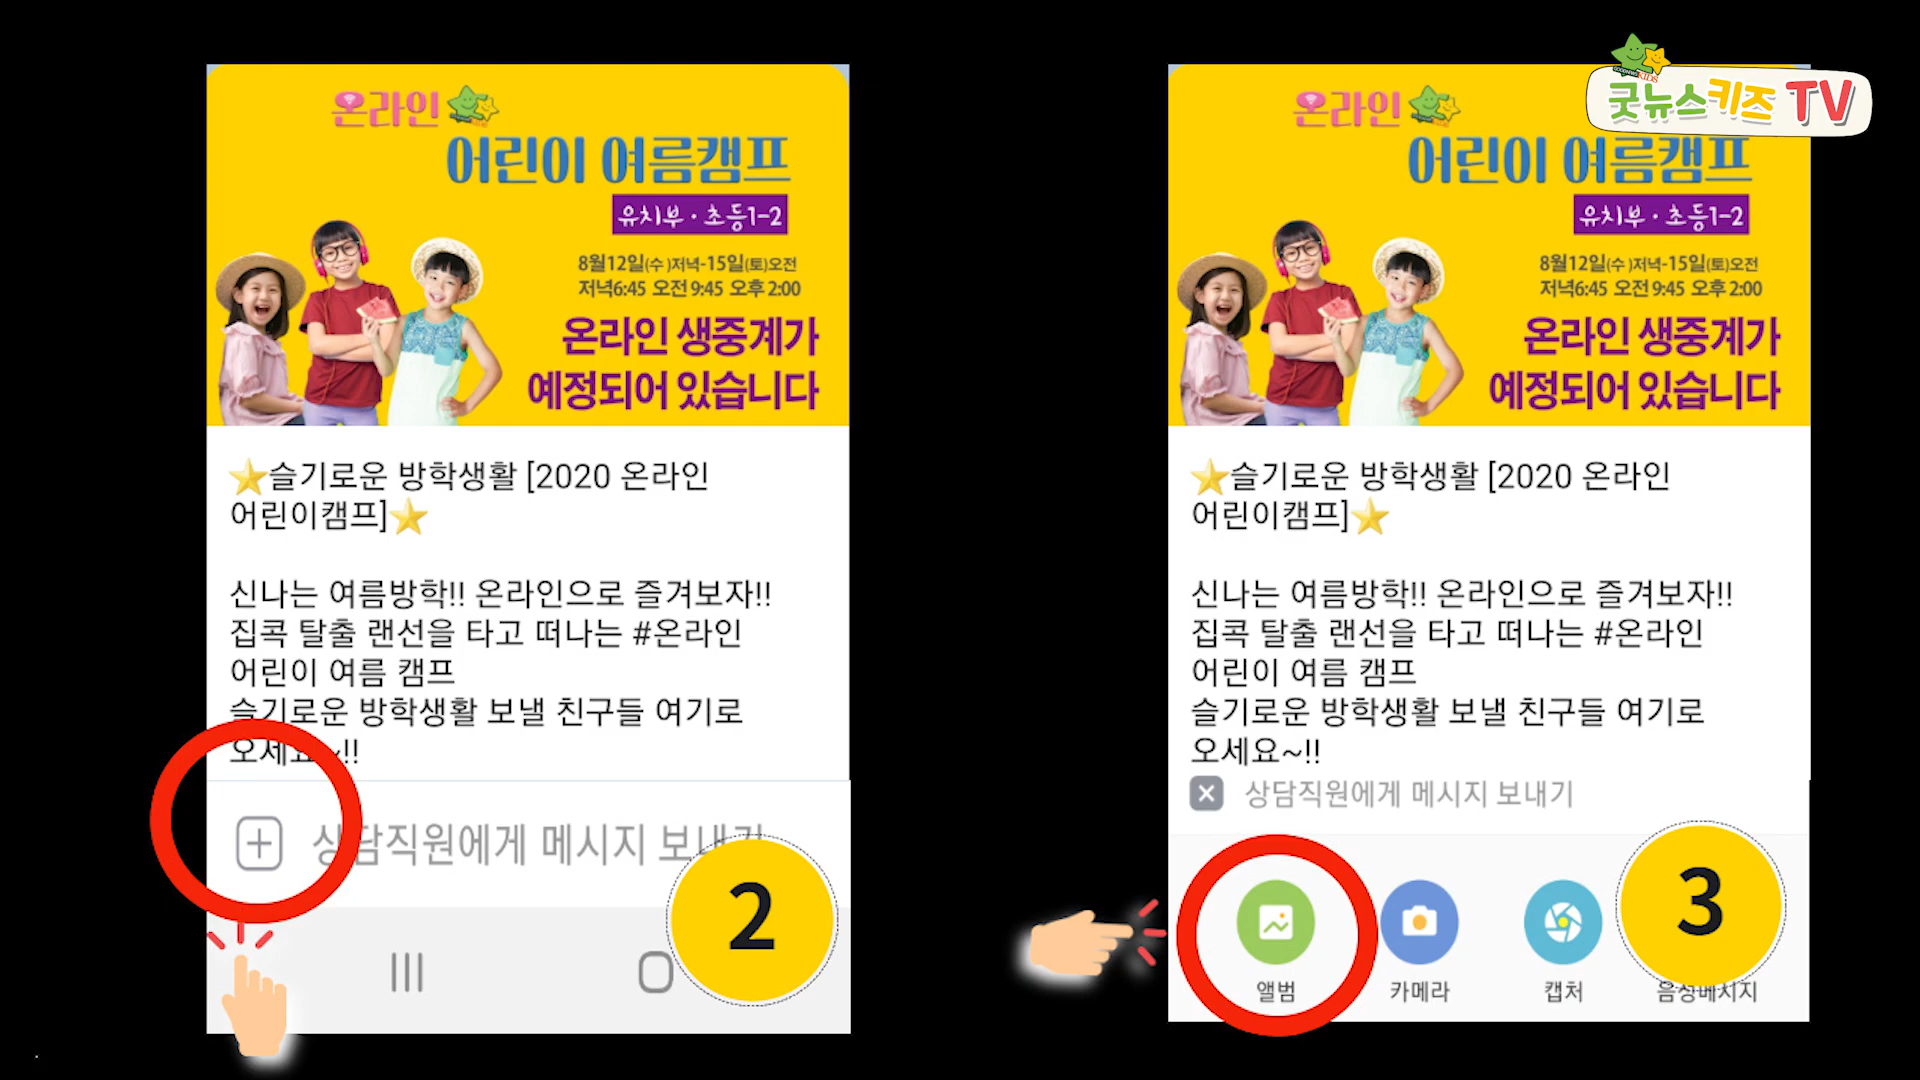 온라인
어린이 여름캠프
유치부·초등1-2
8월12일(수)저녁-15일(토)오전
저녁6:45 오전9:45 오후2:00
온라인 생중계가
예정되어 있습니다
⭐슬기로운 방학생활 [2020 온라인
어린이캠프]⭐
신나는 여름방학!! 온라인으로 즐겨보자!!
집콕 탈출 랜선을 타고 떠나는 #온라인
어린이 여름 캠프
슬기로운 방학생활 보낼 친구들 여기로
오세요~!!
상담직원에게 메시지 보내기
2
굿뉴스키즈 TV
온라인
어린이 여름캠프
유치부·초등1-2
8월12일(수)저녁-15일(토)오전
저녁6:45 오전9:45 오후2:00
온라인 생중계가
예정되어 있습니다
⭐슬기로운 방학생활 [2020 온라인
어린이캠프]⭐
신나는 여름방학!! 온라인으로 즐겨보자!!
집콕 탈출 랜선을 타고 떠나는 #온라인
어린이 여름 캠프
슬기로운 방학생활 보낼 친구들 여기로
오세요~!!
상담직원에게 메시지 보내기
앨범 카메라 캡처 음성메시지
3